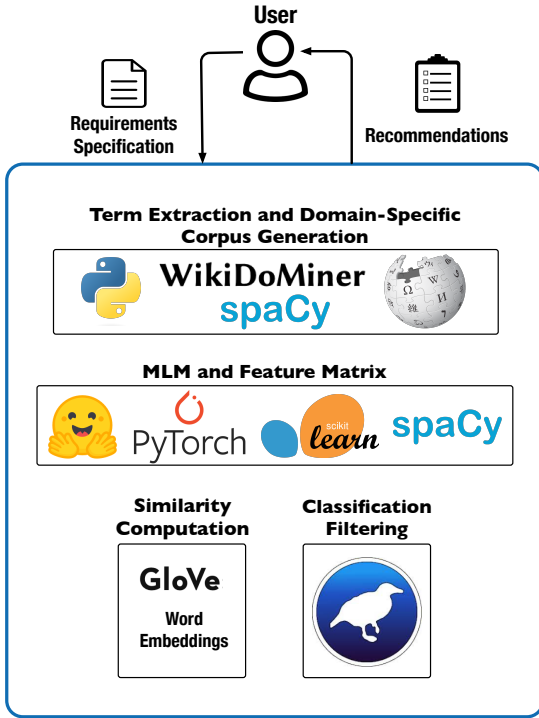 User
Requirements
Specification
Recommendations
Term Extraction and Domain-Specific
Corpus Generation
WikiDoMiner
spaCy
Ω W И 維
MLM and Feature Matrix
PyTorch
scikit
learn
spaCy
Similarity
Computation
Classification
Filtering
GloVe
Word
Embeddings